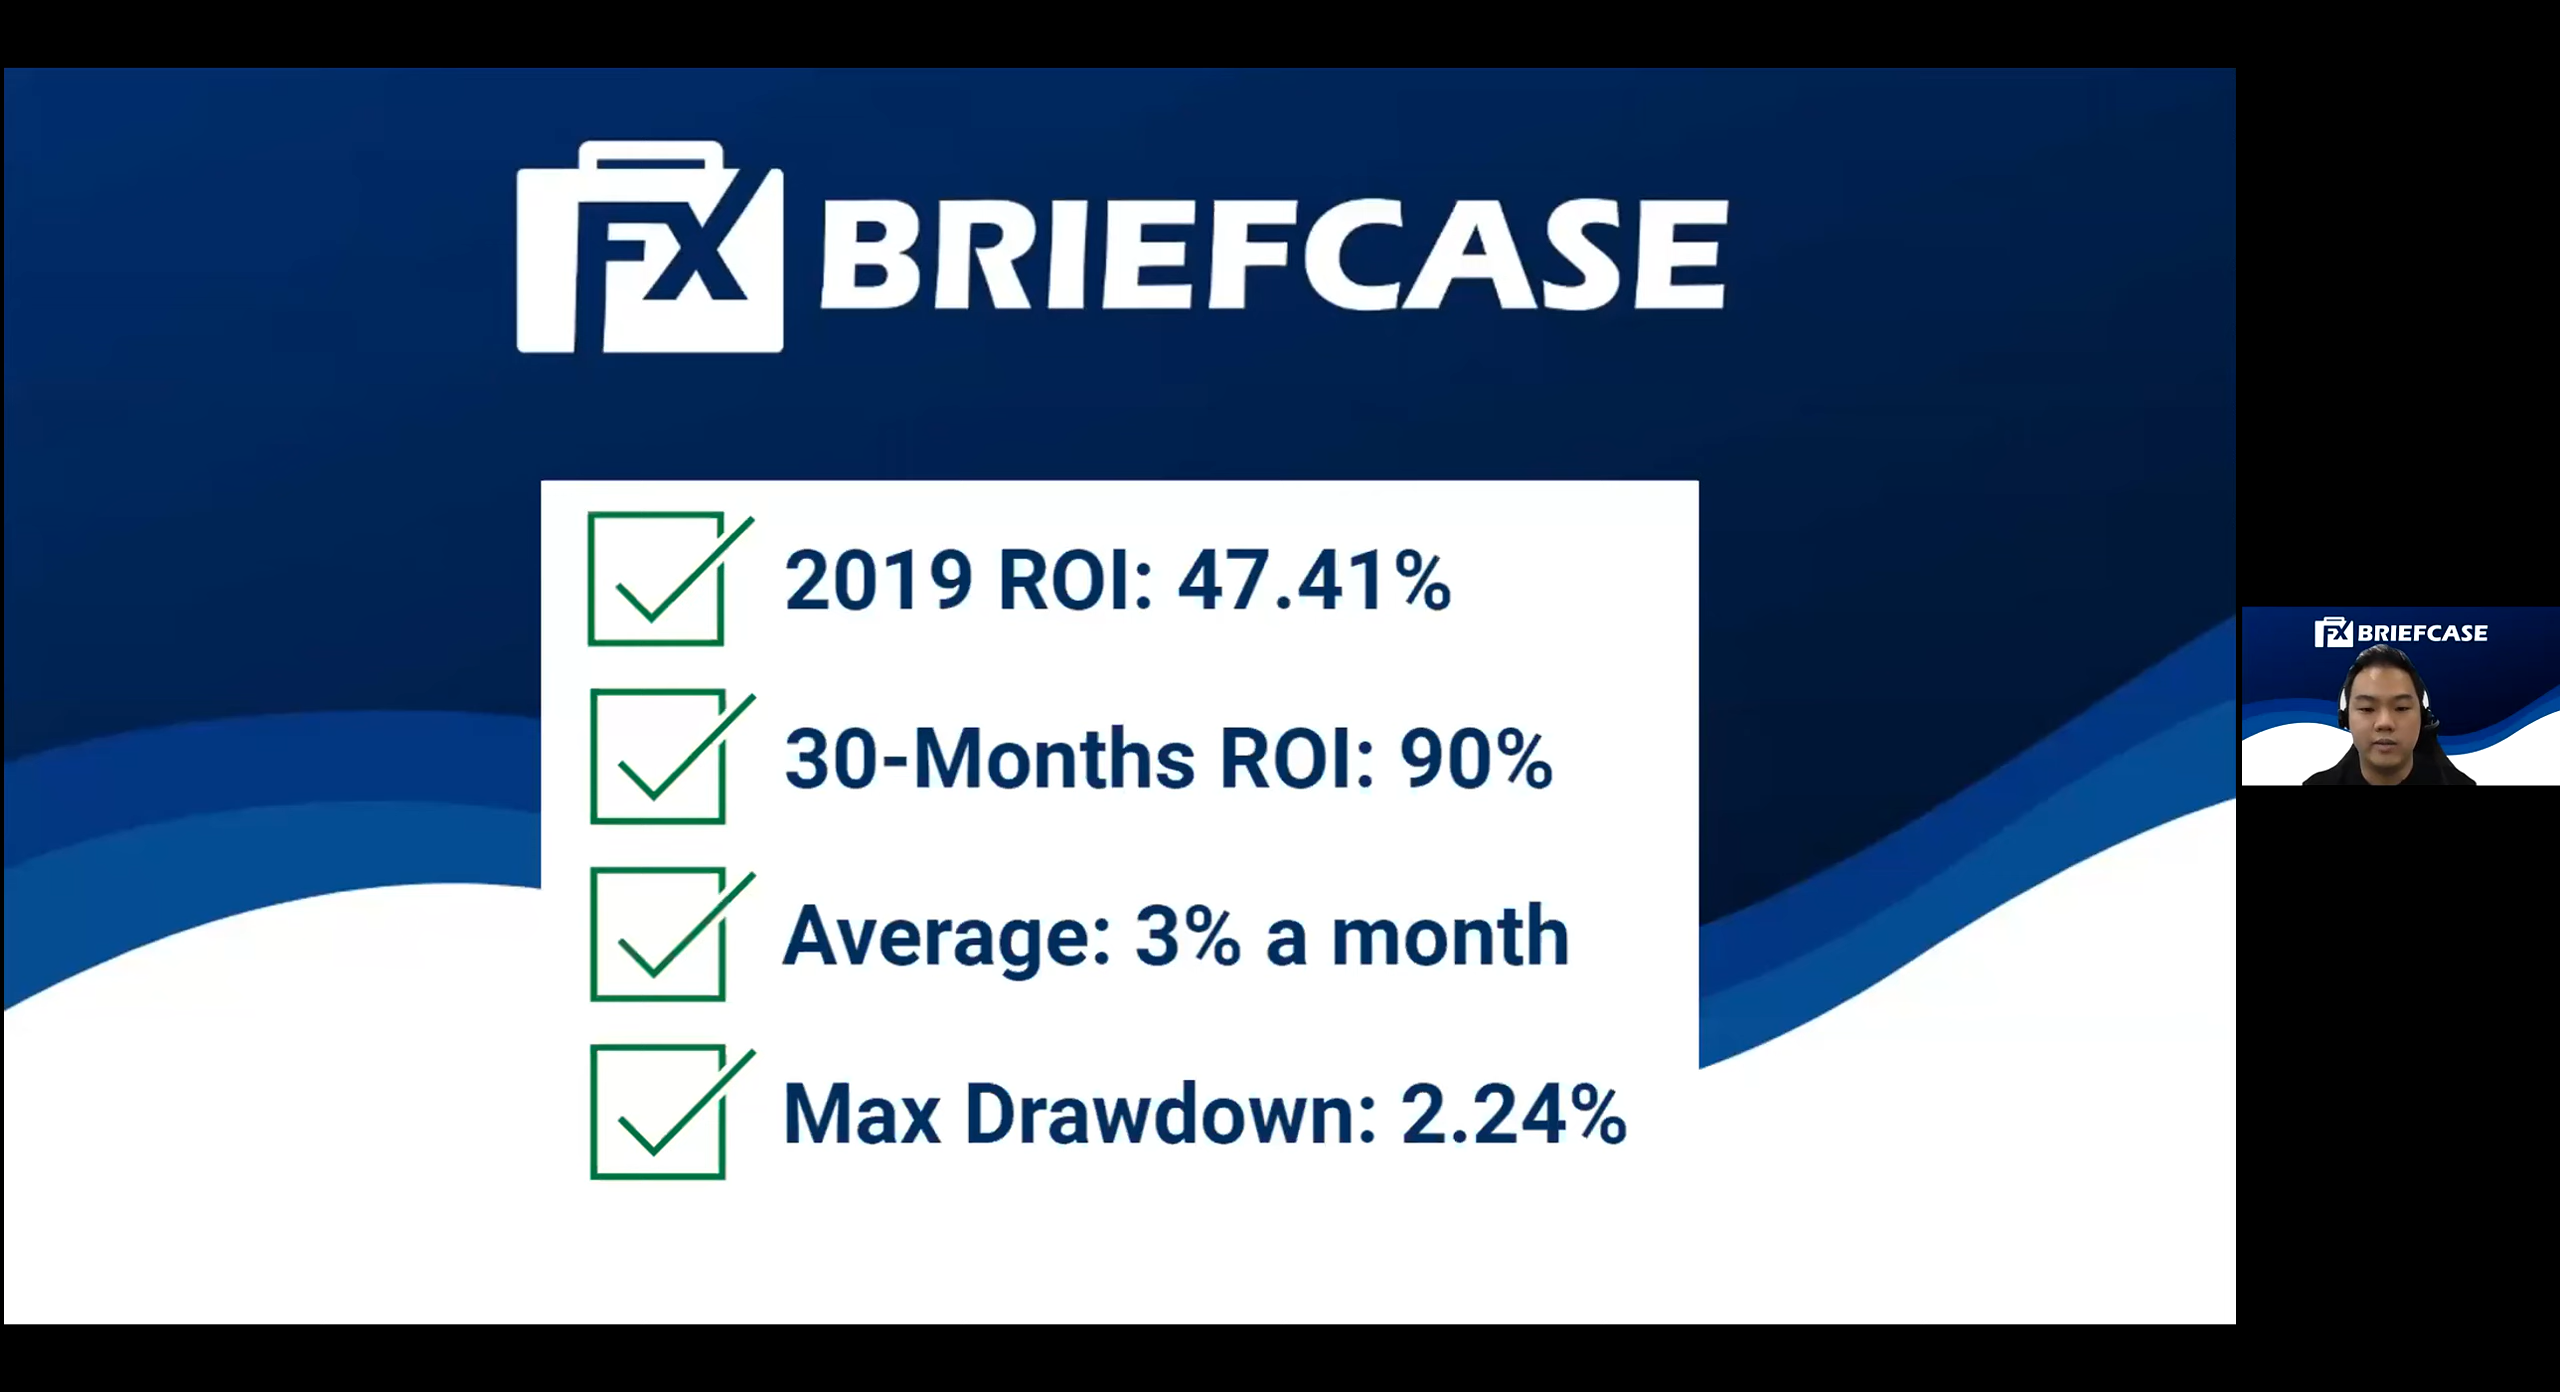 FX BRIEFCASE
2019 ROI: 47.41%
30-Months ROI: 90%
Average: 3% a month
Max Drawdown: 2.24%
FX BRIEFCASE